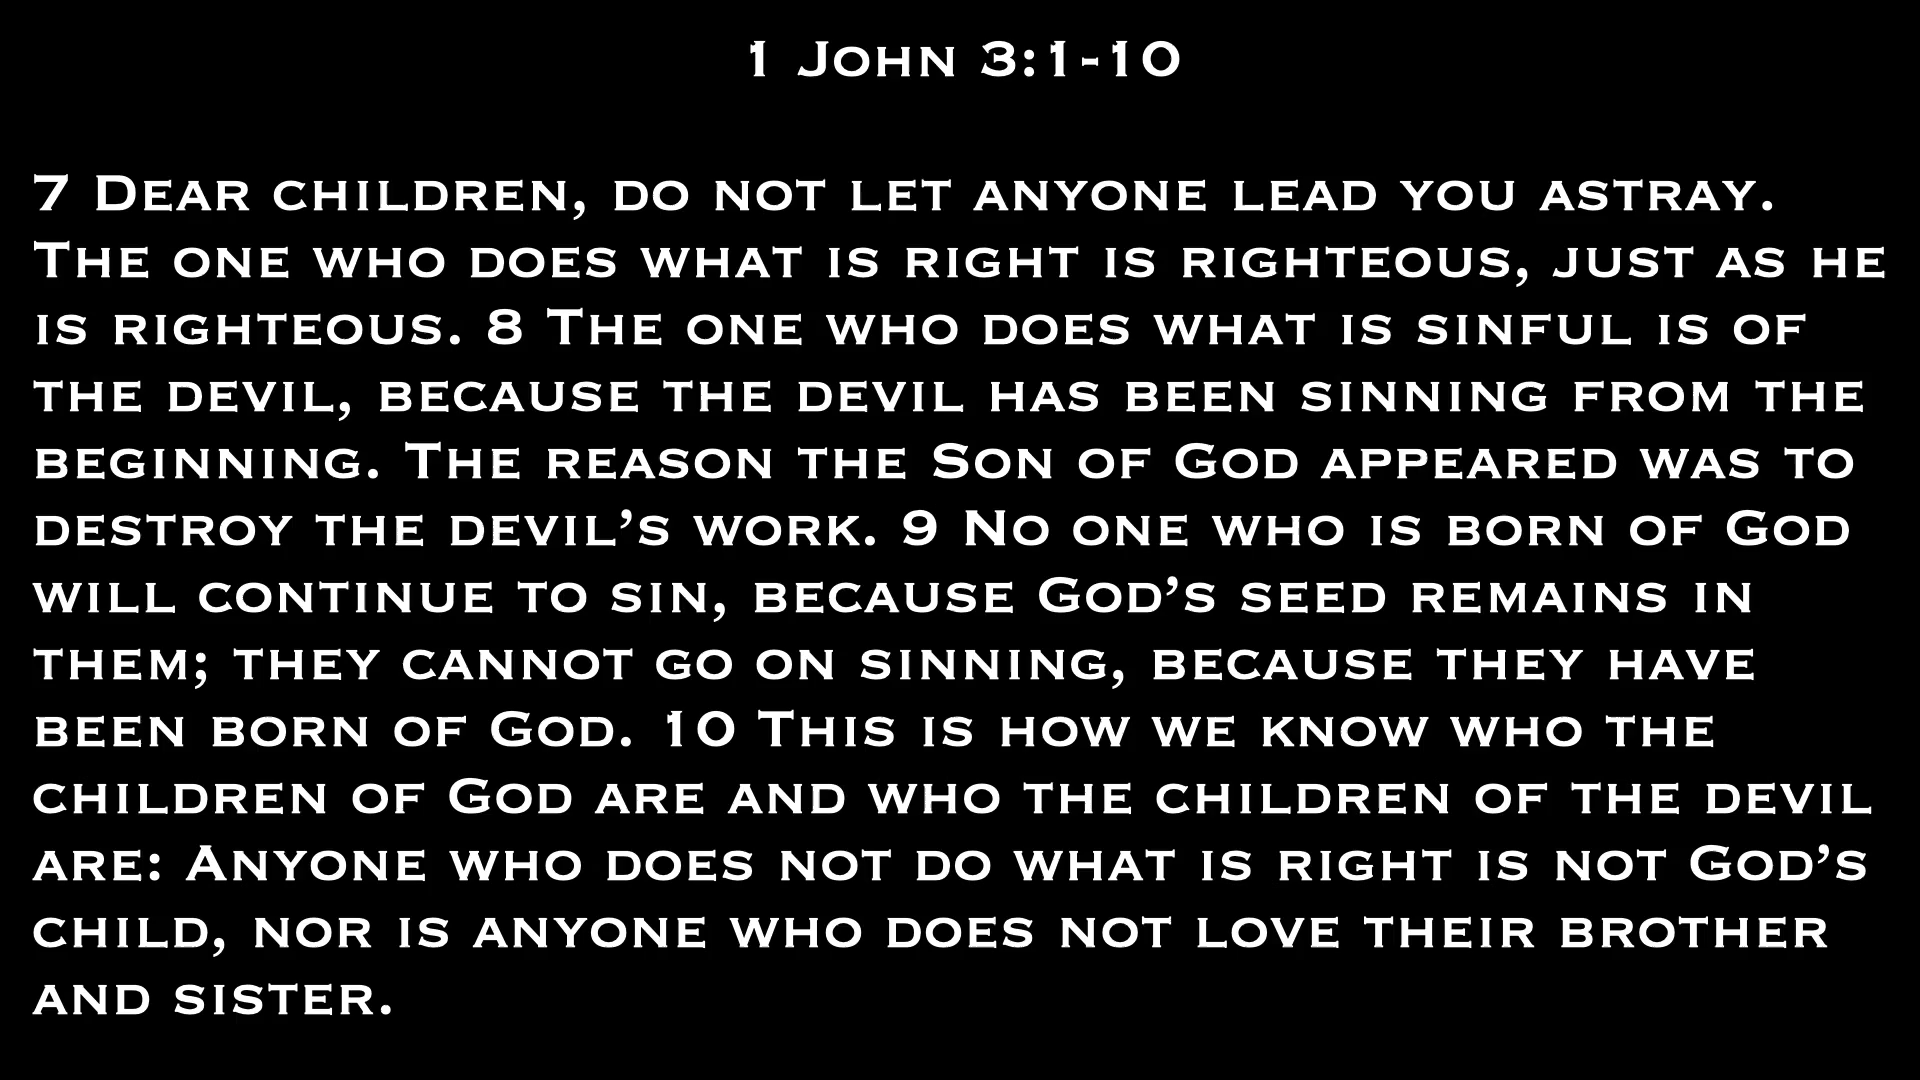 1 John 3:1-10
7 Dear children, do not let anyone lead you astray.
The one who does what is right is righteous, just as he
is righteous. 8 The one who does what is sinful is of
the devil, because the devil has been sinning from the
beginning. The reason the Son of God appeared was to
destroy the devil’s work. 9 No one who is born of God
will continue to sin, because God’s seed remains in
them; they cannot go on sinning, because they have
been born of God. 10 This is how we know who the
children of God are and who the children of the devil
are: Anyone who does not do what is right is not God’s
child, nor is anyone who does not love their brother
and sister.